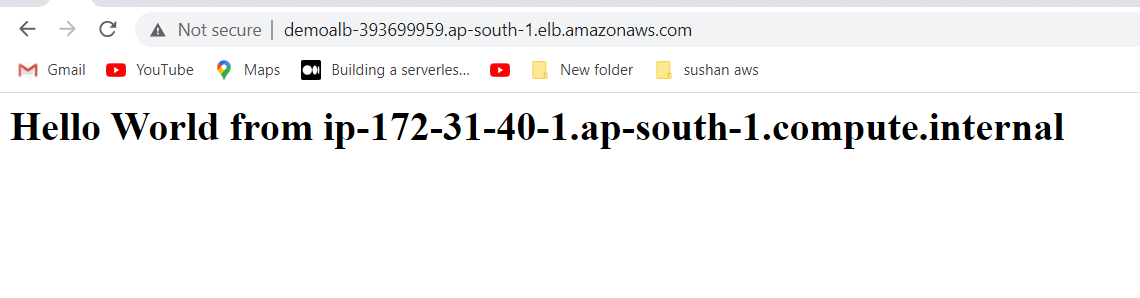 Not secure | demoalb-393699959.ap-south-1.elb.amazonaws.com
Gmail YouTube Maps Building a serverles... New folder sushan aws
Hello World from ip-172-31-40-1.ap-south-1.compute.internal